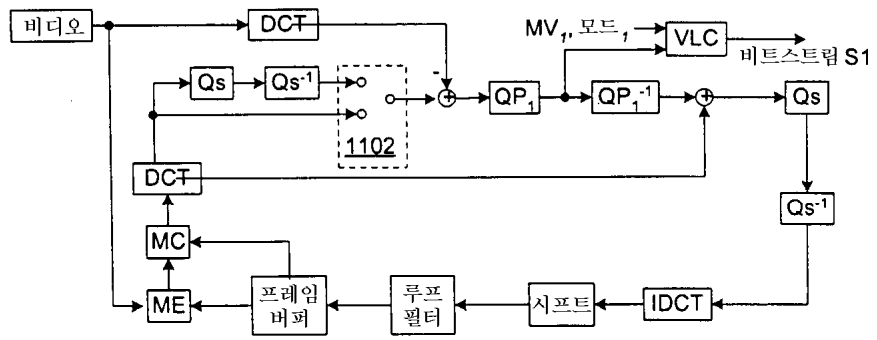 비디오
DCT
MV₁, 모드₁
VLC
비트스트림 S1
Qs
Qs⁻¹
-
+
QP₁
QP₁⁻¹
+
Qs
1102
DCT
Qs⁻¹
MC
ME
프레임
버퍼
루프
필터
시프트
IDCT